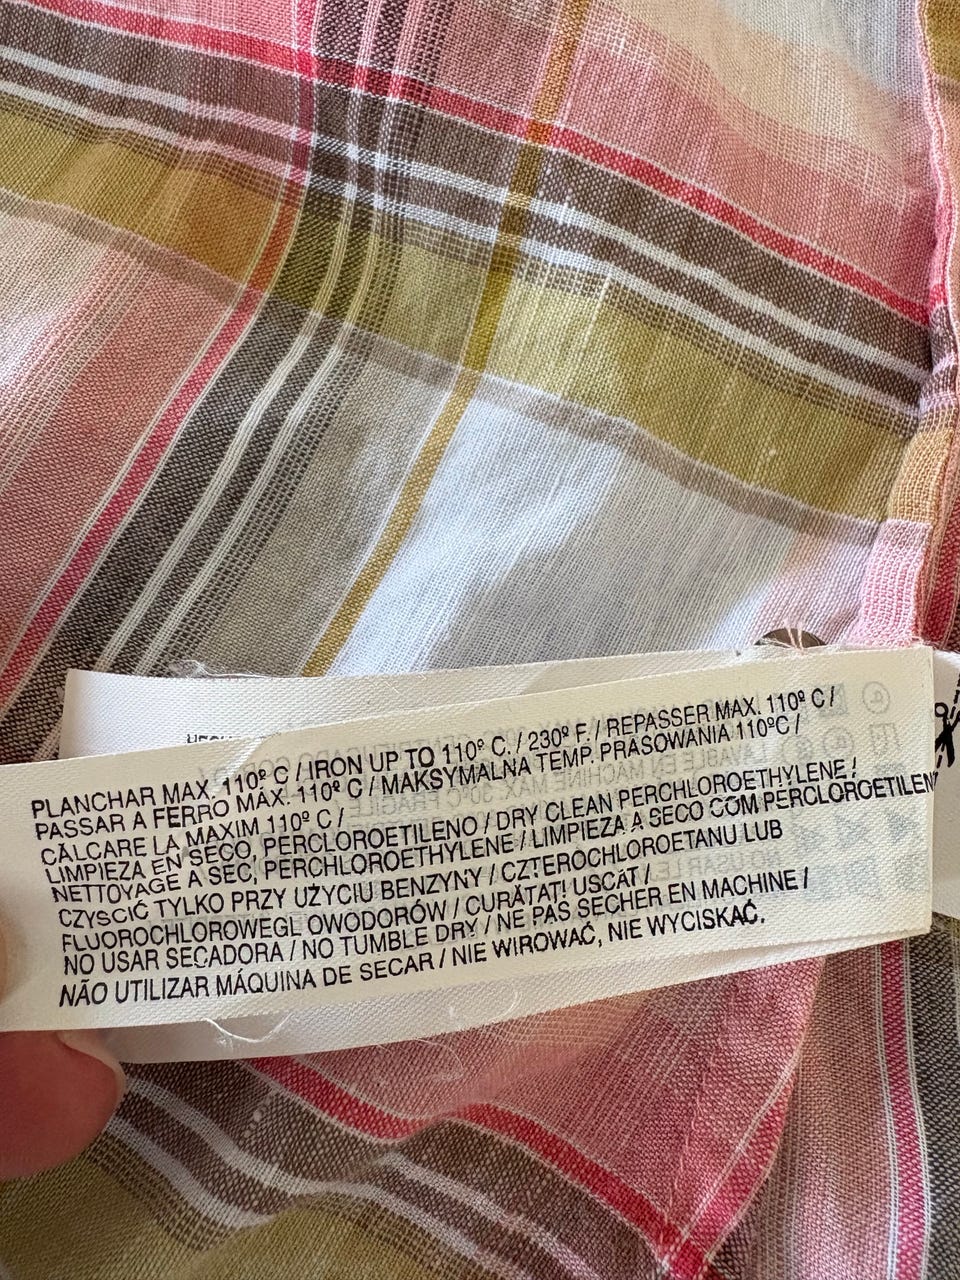 PLANCHAR MAX. 110º C / IRON UP TO 110º C. / 230º F. / REPASSER MAX. 110º C /
PASSAR A FERRO MÁX. 110º C / MAKSYMALNA TEMP. PRASOWANIA 110ºC /
CĂLCARE LA MAXIM 110º C /
LIMPIEZA EN SECO, PERCLOROETILENO / DRY CLEAN PERCHLOROETHYLENE /
NETTOYAGE A SEC, PERCHLOROETHYLENE / LIMPIEZA A SECO COM PERCLOROETILEN
CZYSCIĆ TYLKO PRZY UŻYCIU BENZYNY / CZTEROCHLOROETANU LUB
FLUOROCHLOROWEGL OWODORÓW / CURĂTAT! USCAT /
NO USAR SECADORA / NO TUMBLE DRY / NE PAS SECHER EN MACHINE /
NÃO UTILIZAR MÁQUINA DE SECAR / NIE WIROWAĆ, NIE WYCISKAĆ.